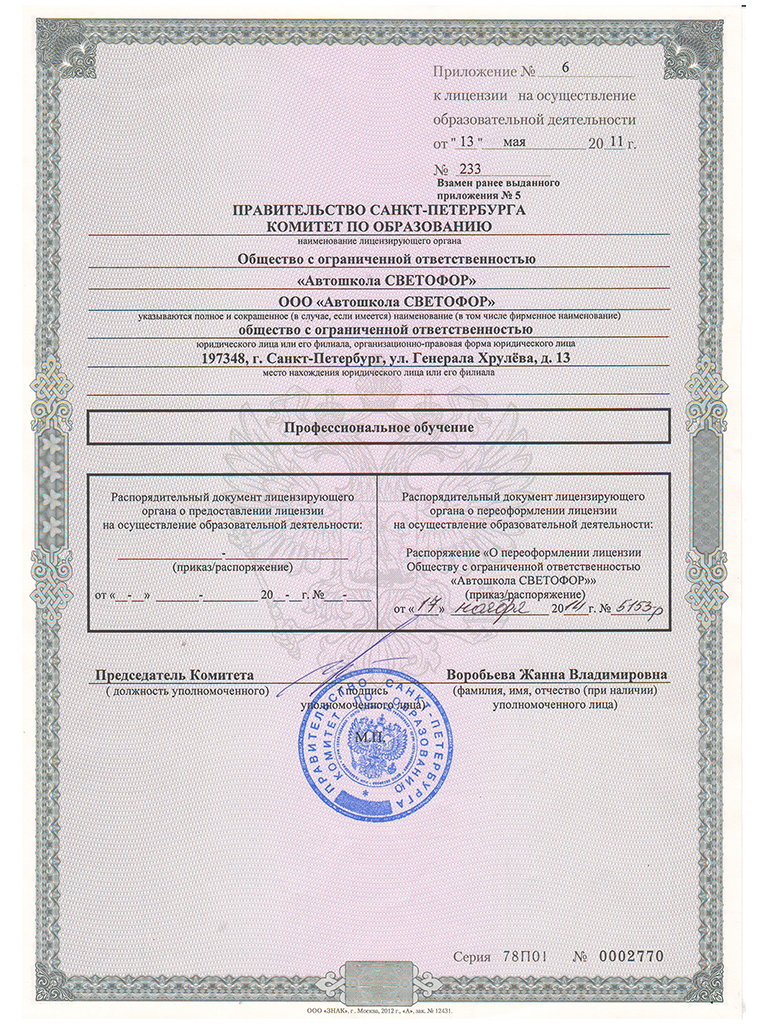 Приложение № 6
к лицензии на осуществление
образовательной деятельности
от " 13 " мая 20 11 г.
№ 233
Взамен ранее выданного
приложения № 5
ПРАВИТЕЛЬСТВО САНКТ-ПЕТЕРБУРГА
КОМИТЕТ ПО ОБРАЗОВАНИЮ
наименование лицензирующего органа
Общество с ограниченной ответственностью
«Автошкола СВЕТОФОР»
ООО «Автошкола СВЕТОФОР»
указываются полное и сокращенное (в случае, если имеется) наименование (в том числе фирменное наименование)
общество с ограниченной ответственностью
юридического лица или его филиала, организационно-правовая форма юридического лица
197348, г. Санкт-Петербург, ул. Генерала Хрулёва, д. 13
место нахождения юридического лица или его филиала
Профессиональное обучение
Распорядительный документ лицензирующего
органа о предоставлении лицензии
на осуществление образовательной деятельности:
-
(приказ/распоряжение)
от «_-_» _-_ 20_-_ г. №_-_
Распорядительный документ лицензирующего
органа о переоформлении лицензии
на осуществление образовательной деятельности:
Распоряжение «О переоформлении лицензии
Обществу с ограниченной ответственностью
«Автошкола СВЕТОФОР»»
(приказ/распоряжение)
от «17» ноября 2014 г. № 5153р
Председатель Комитета
( должность уполномоченного)
(подпись
уполномоченного лица)
Воробьева Жанна Владимировна
(фамилия, имя, отчество (при наличии)
уполномоченного лица)
М.П.
ПРАВИТЕЛЬСТВО САНКТ-ПЕТЕРБУРГА
КОМИТЕТ ПО ОБРАЗОВАНИЮ
Серия 78П01 № 0002770
ООО «ЗНАК», г. Москва, 2012 г., «А», зак. № 12431.